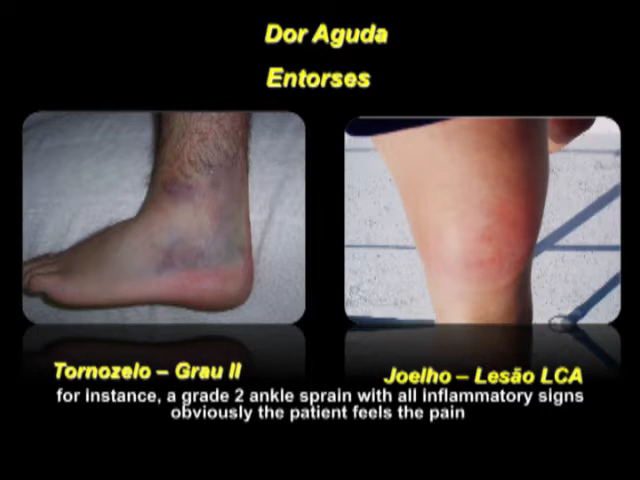 Dor Aguda
Entorses
Tornozelo – Grau II
Joelho – Lesão LCA
for instance, a grade 2 ankle sprain with all inflammatory signs
obviously the patient feels the pain